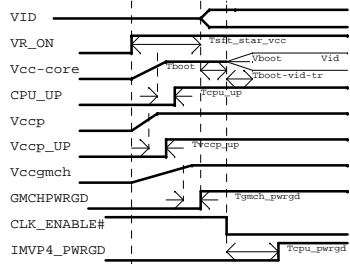 VID
VR_ON Tsft_star_vcc
Vcc-core Tboot Vboot Vid
Tboot-vid-tr
CPU_UP Tcpu_up
Vccp
Vccp_UP Tvccp_up
Vccgmch
GMCHPWRGD Tgmch_pwrgd
CLK_ENABLE#
IMVP4_PWRGD Tcpu_pwrgd